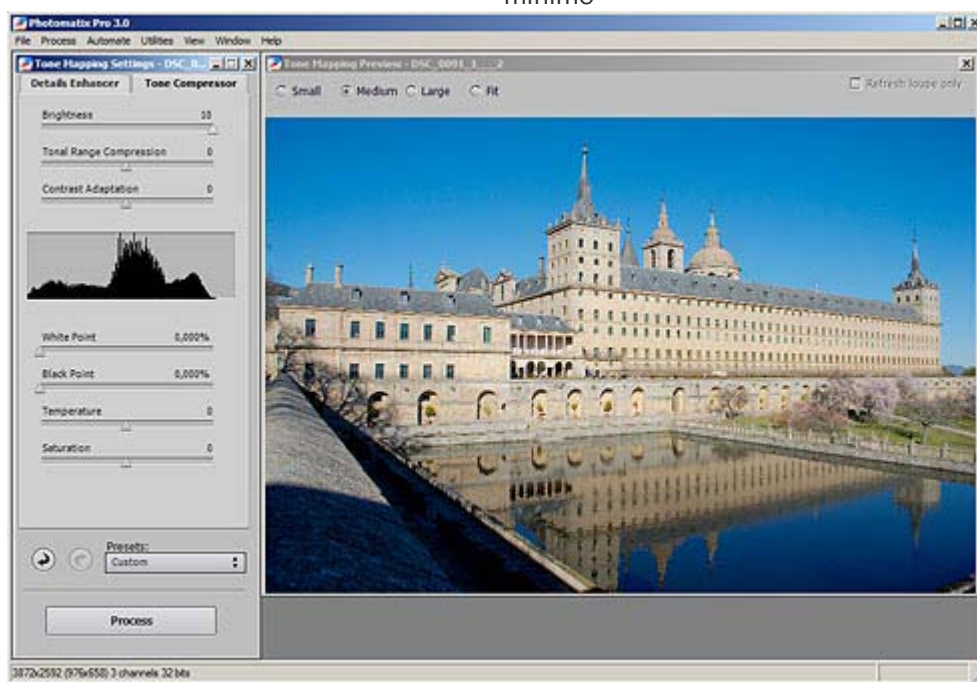 Photomatix Pro 3.0
File Process Automate Utilities View Window Help
Tone Mapping Settings - DSC_0...
Tone Mapping Preview - DSC_0091_1_..._2
Details Enhancer Tone Compressor
Small Medium Large Fit
Refresh loupe only
Brightness 10
Tonal Range Compression 0
Contrast Adaptation 0
White Point 0,000%
Black Point 0,000%
Temperature 0
Saturation 0
Presets:
Custom
Process
3872x2592 (976x658) 3 channels 32 bits